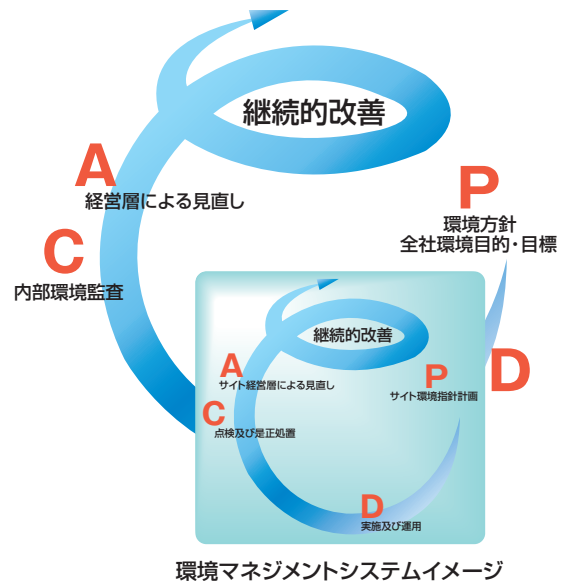 継続的改善
A
経営層による見直し
P
環境方針
全社環境目的・目標
C
内部環境監査
D
継続的改善
A
サイト経営層による見直し
P
サイト環境指針計画
C
点検及び是正処置
D
実施及び運用
環境マネジメントシステムイメージ